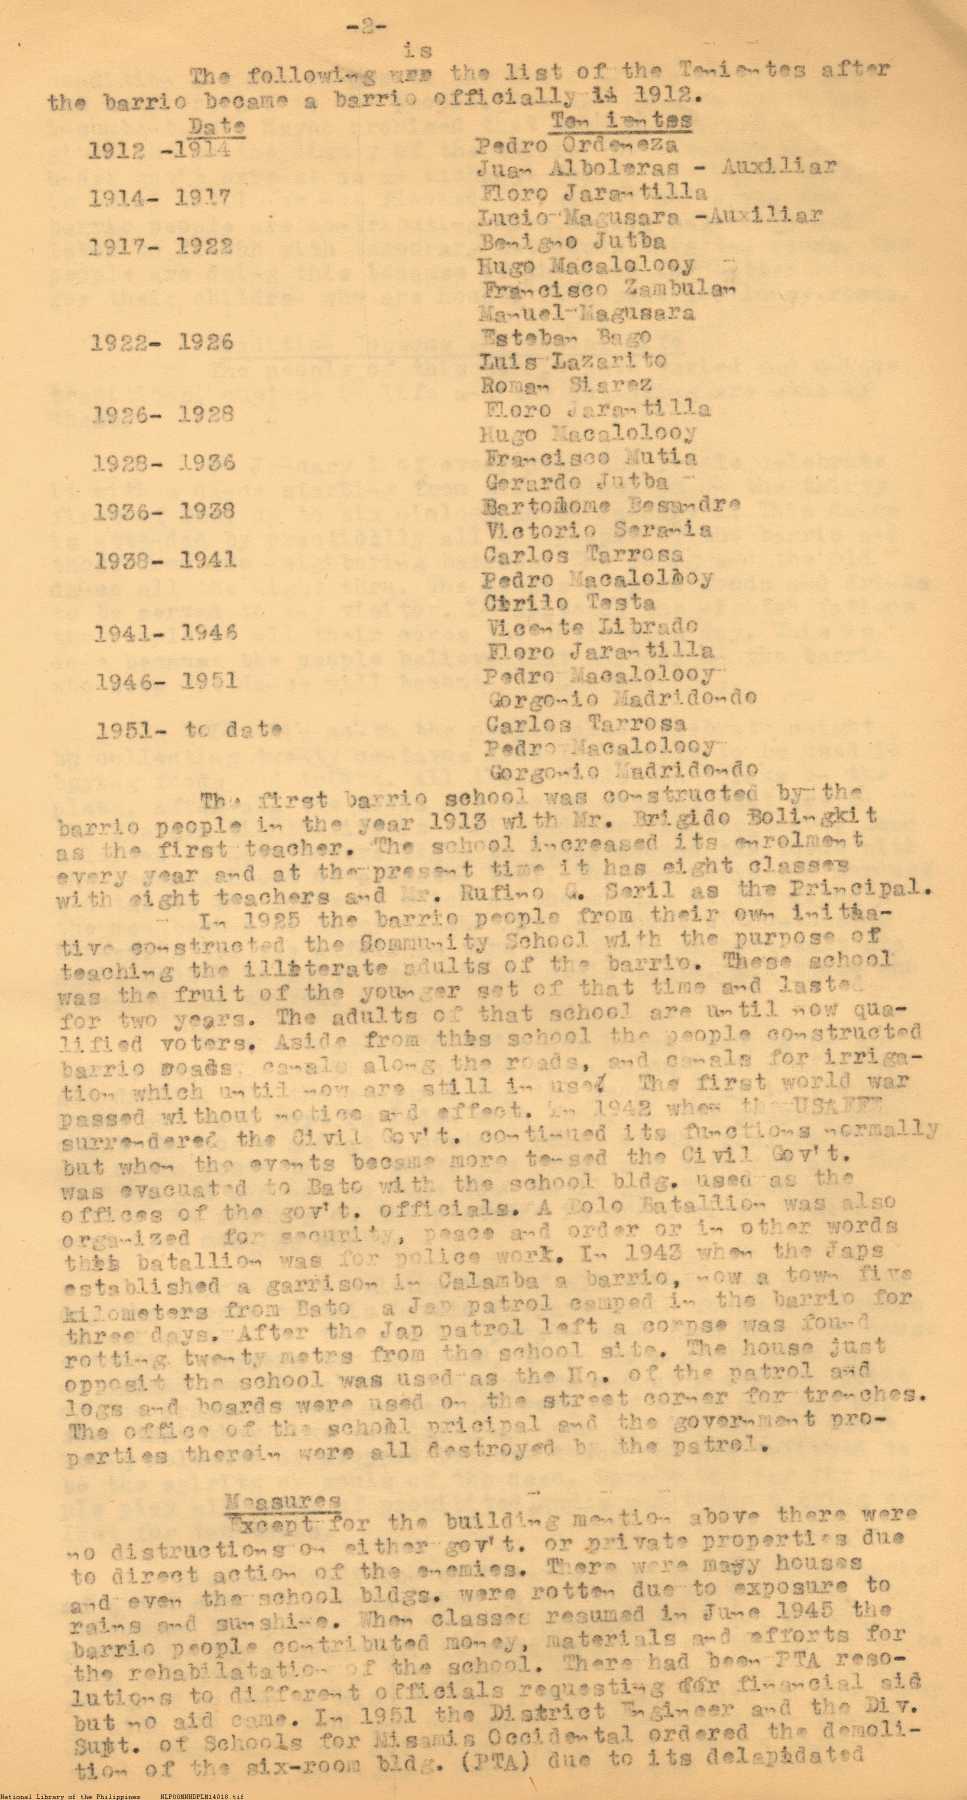 -2-
is
The following are the list of the Tenientes after
the barrio became a barrio officially in 1912.
Date Tenientes
1912 -1914 Pedro Ordeneza
Juan Alboleras - Auxiliar
1914- 1917 Floro Jarantilla
Lucio Magusara -Auxiliar
1917- 1922 Benigno Jutba
Hugo Macalolooy
Francisco Zambulan
Manuel Magusara
1922- 1926 Esteban Bago
Luis Lazarito
Roman Siarez
1926- 1928 Floro Jarantilla
Hugo Macalolooy
1928- 1936 Francisco Mutia
Gerardo Jutba
1936- 1938 Bartolome Besandre
Victorio Serania
1938- 1941 Carlos Tarrosa
Pedro Macalolooy
Cirilo Testa
1941- 1946 Vicente Librado
Floro Jarantilla
1946- 1951 Pedro Macalolooy
Gorgonio Madridondo
1951- to date Carlos Tarrosa
Pedro Macalolooy
Gorgonio Madridondo
The first barrio school was constructed by the
barrio people in the year 1913 with Mr. Brigido Bolingkit
as the first teacher. The school increased its enrolment
every year and at the present time it has eight classes
with eight teachers and Mr. Rufino G. Seril as the Principal.
In 1925 the barrio people from their own initia-
tive constructed the Community School with the purpose of
teaching the illiterate adults of the barrio. These school
was the fruit of the younger set of that time and lasted
for two years. The adults of that school are until now qua-
lified voters. Aside from this school the people constructed
barrio roads, canals along the roads, and canals for irriga-
tion which until now are still in used. The first world war
passed without notice and effect. In 1942 when the USAFFE
surrendered the Civil Gov't. continued its functions normally
but when the events became more tensed the Civil Gov't.
was evacuated to Bato with the school bldg. used as the
offices of the gov't. officials. A Bolo Batallion was also
organized for security, peace and order or in other words
this batallion was for police work. In 1943 when the Japs
established a garrison in Calamba a barrio, now a town five
kilometers from Bato a Jap patrol camped in the barrio for
three days. After the Jap patrol left a corpse was found
rotting twenty metrs from the school site. The house just
opposit the school was used as the Hq. of the patrol and
logs and boards were used on the street corner for trenches.
The office of the school pricipal and the government pro-
perties therein were all destroyed by the patrol.
Measures
Except for the building mention above there were
no distructions on either gov't. or private properties due
to direct action of the enemies. There were many houses
and even the school bldgs. were rotten due to exposure to
rains and sunshine. When classes resumed in June 1945 the
barrio people contributed money, materials and efforts for
the rehabilatation of the school. There had been PTA reso-
lutions to different officials requesting for financial aid
but no aid came. In 1951 the District Engineer and the Div.
Supt. of Schools for Misamis Occidental ordered the demoli-
tion of the six-room bldg. (PTA) due to its delapidated
National Library of the Philippines NLPOONNHDPLN14018.tif